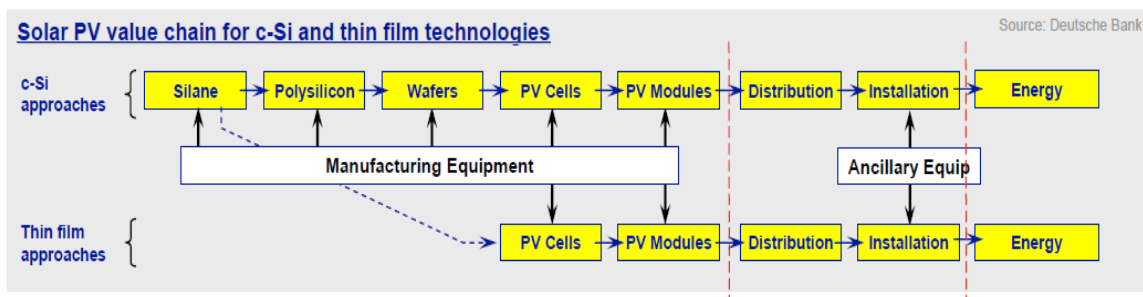 Solar PV value chain for c-Si and thin film technologies
Source: Deutsche Bank
c-Si
approaches
Silane
Polysilicon
Wafers
PV Cells
PV Modules
Distribution
Installation
Energy
Manufacturing Equipment
Ancillary Equip
Thin film
approaches
PV Cells
PV Modules
Distribution
Installation
Energy